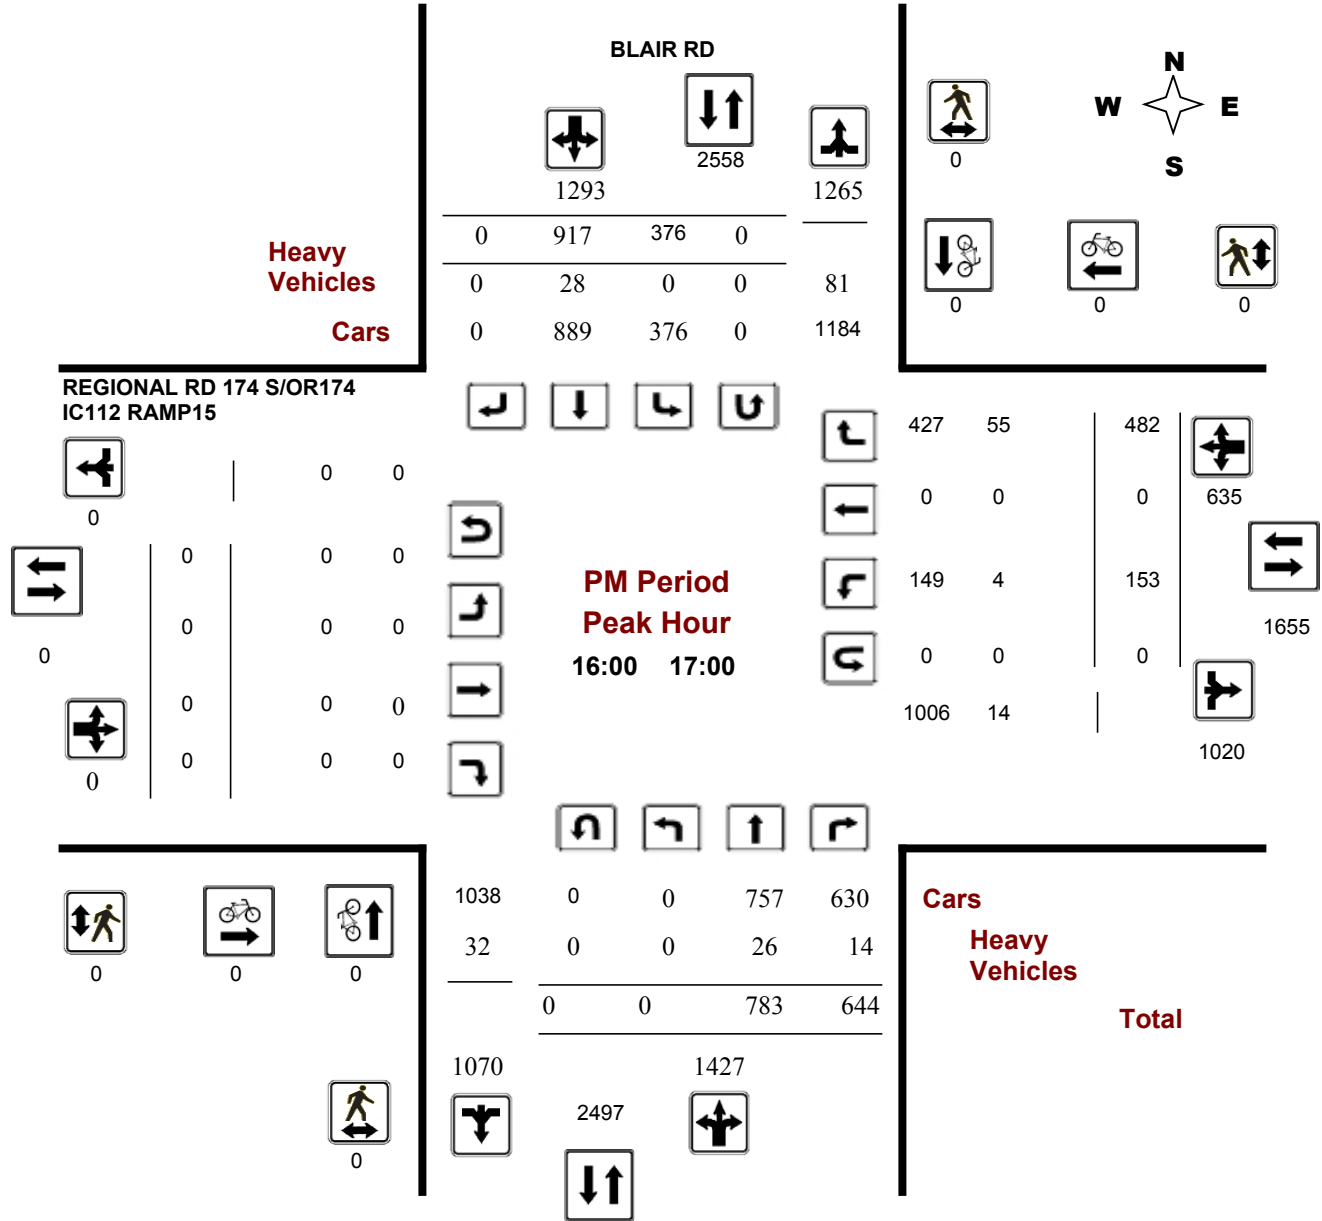 BLAIR RD
N
W E
S
2558
1293 1265
0
0 917 376 0
Heavy
Vehicles
0 28 0 0 81
Cars
0 889 376 0 1184
0 0 0
REGIONAL RD 174 S/OR174
IC112 RAMP15
427 55 482
0 0
0
0 0 0 635
0 0 0
PM Period
149 4 153
Peak Hour
0 0 0 1655
16:00 17:00
0 0 0
0
0 0 0
1006 14
0 0 0
0
1020
1038 0 0 757 630
Cars
32 0 0 26 14
Heavy
Vehicles
0 0 0
0 0 783 644
Total
1070 1427
2497
0